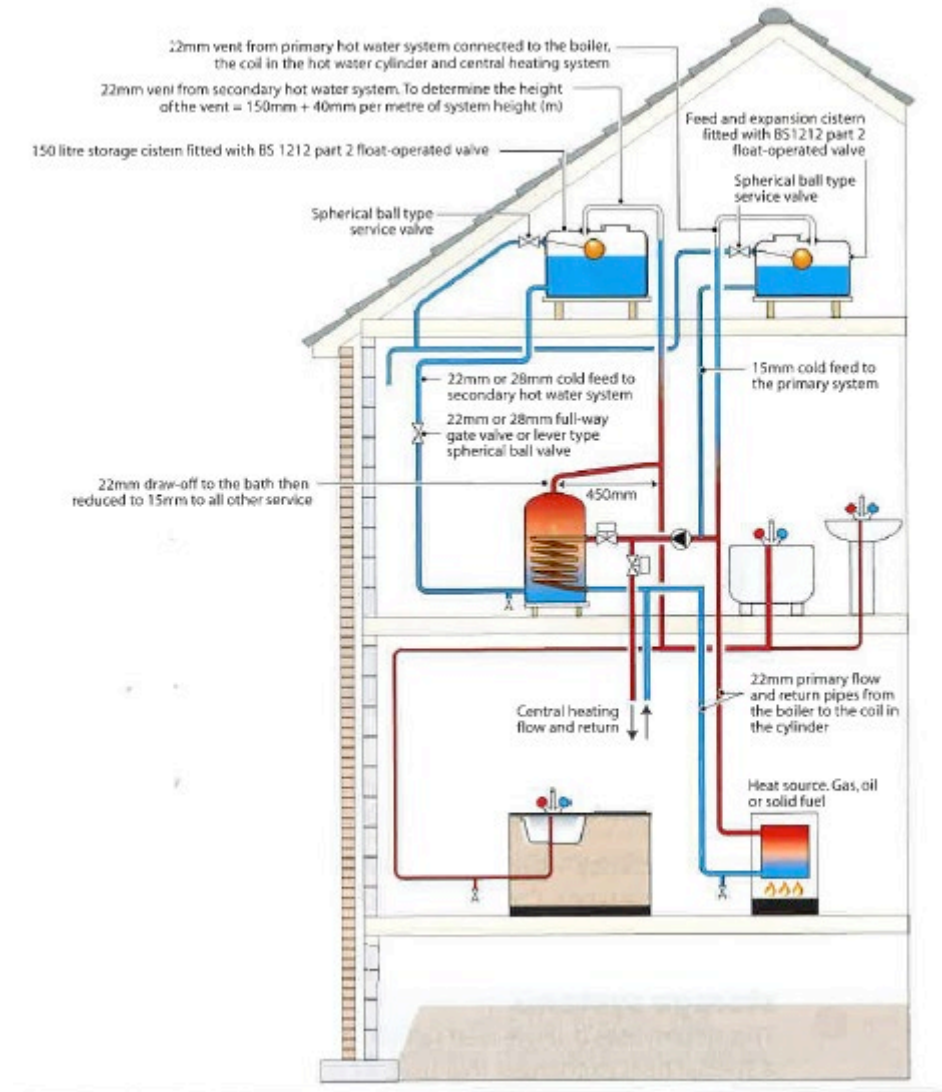 22mm vent from primary hot water system connected to the boiler,
the coil in the hot water cylinder and central heating system
22mm vent from secondary hot water system. To determine the height
of the vent = 150mm + 40mm per metre of system height (m)
150 litre storage cistern fitted with BS 1212 part 2 float-operated valve
Spherical ball type
service valve
Feed and expansion cistern
fitted with BS1212 part 2
float-operated valve
Spherical ball type
service valve
22mm or 28mm cold feed to
secondary hot water system
15mm cold feed to
the primary system
22mm or 28mm full-way
gate valve or lever type
spherical ball valve
22mm draw-off to the bath then
reduced to 15mm to all other service
450mm
Central heating
flow and return
22mm primary flow
and return pipes from
the boiler to the coil in
the cylinder
Heat source. Gas, oil
or solid fuel